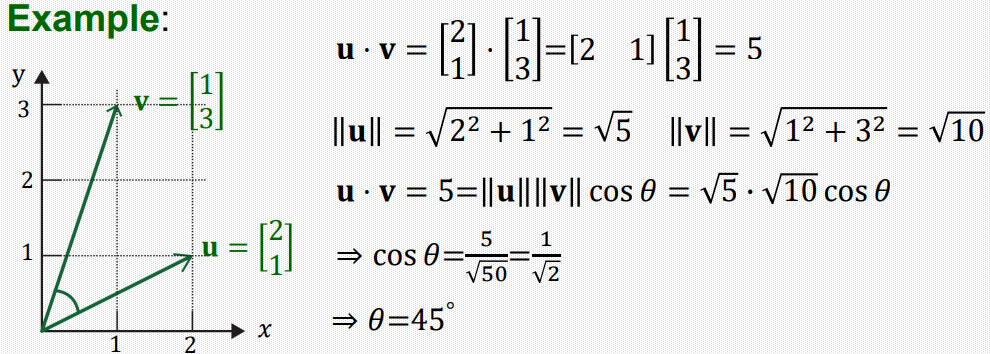 Example:
y
3
2
1
1
2
x
v = [1 3]
u = [2 1]
u · v = [2 1] · [1 3]=[2 1] [1 3] = 5
‖u‖ = √(2² + 1²) = √5 ‖v‖ = √(1² + 3²) = √10
u · v = 5=‖u‖‖v‖ cos θ = √5 · √10 cos θ
⇒ cos θ=5/√50=1/√2
⇒ θ=45°